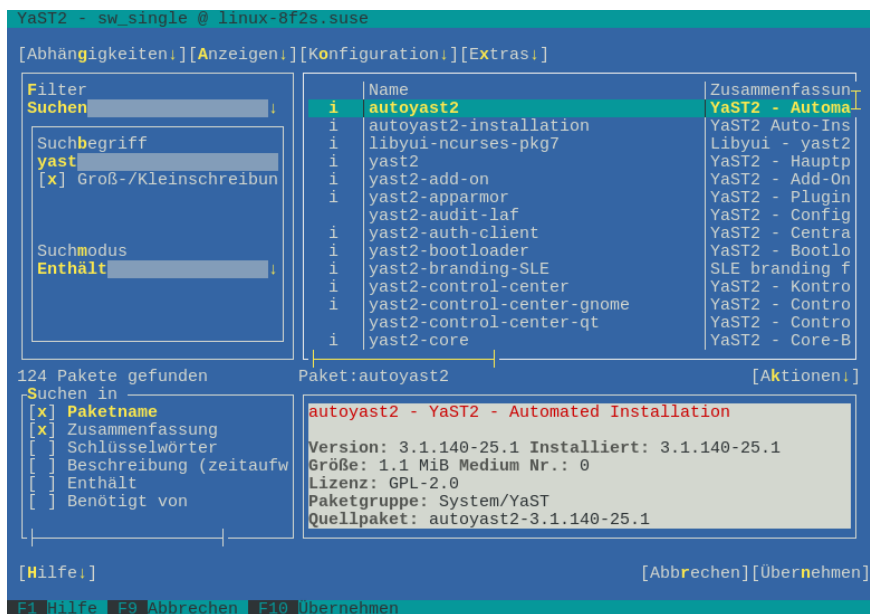 YaST2 - sw_single @ linux-8f2s.suse
[Abhängigkeiten↓][Anzeigen↓][Konfiguration↓][Extras↓]
Filter
Suchen ↓
Suchbegriff
yast
[x] Groß-/Kleinschreibun
Suchmodus
Enthält ↓
124 Pakete gefunden
Suchen in
[x] Paketname
[x] Zusammenfassung
[ ] Schlüsselwörter
[ ] Beschreibung (zeitaufw
[ ] Enthält
[ ] Benötigt von
|Name |Zusammenfassun
i autoyast2 YaST2 - Automa
i |autoyast2-installation |YaST2 Auto-Ins
i |libyui-ncurses-pkg7 |Libyui - yast2
i |yast2 |YaST2 - Hauptp
i |yast2-add-on |YaST2 - Add-On
i |yast2-apparmor |YaST2 - Plugin
|yast2-audit-laf |YaST2 - Config
i |yast2-auth-client |YaST2 - Centra
i |yast2-bootloader |YaST2 - Bootlo
i |yast2-branding-SLE |SLE branding f
i |yast2-control-center |YaST2 - Kontro
i |yast2-control-center-gnome |YaST2 - Contro
|yast2-control-center-qt |YaST2 - Contro
i |yast2-core |YaST2 - Core-B
Paket:autoyast2 [Aktionen↓]
autoyast2 - YaST2 - Automated Installation
Version: 3.1.140-25.1 Installiert: 3.1.140-25.1
Größe: 1.1 MiB Medium Nr.: 0
Lizenz: GPL-2.0
Paketgruppe: System/YaST
Quellpaket: autoyast2-3.1.140-25.1
[Hilfe↓] [Abbrechen][Übernehmen]
F1 Hilfe F9 Abbrechen F10 Übernehmen